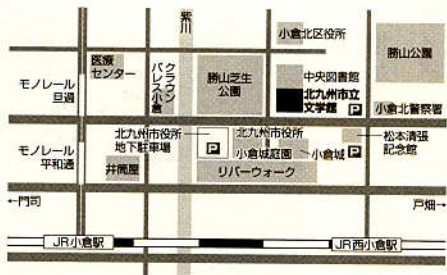 紫川
小倉北区役所
勝山公園
医療
センター
クラウン
パレス小倉
勝山芝生
公園
中央図書館
モノレール
旦過
北九州市立
文学館
P
小倉北警察署
北九州市役所
地下駐車場
P
北九州市役所
小倉城庭園
小倉城
P
松本清張
記念館
モノレール
平和通
井筒屋
リバーウォーク
←門司
戸畑→
JR小倉駅
JR西小倉駅